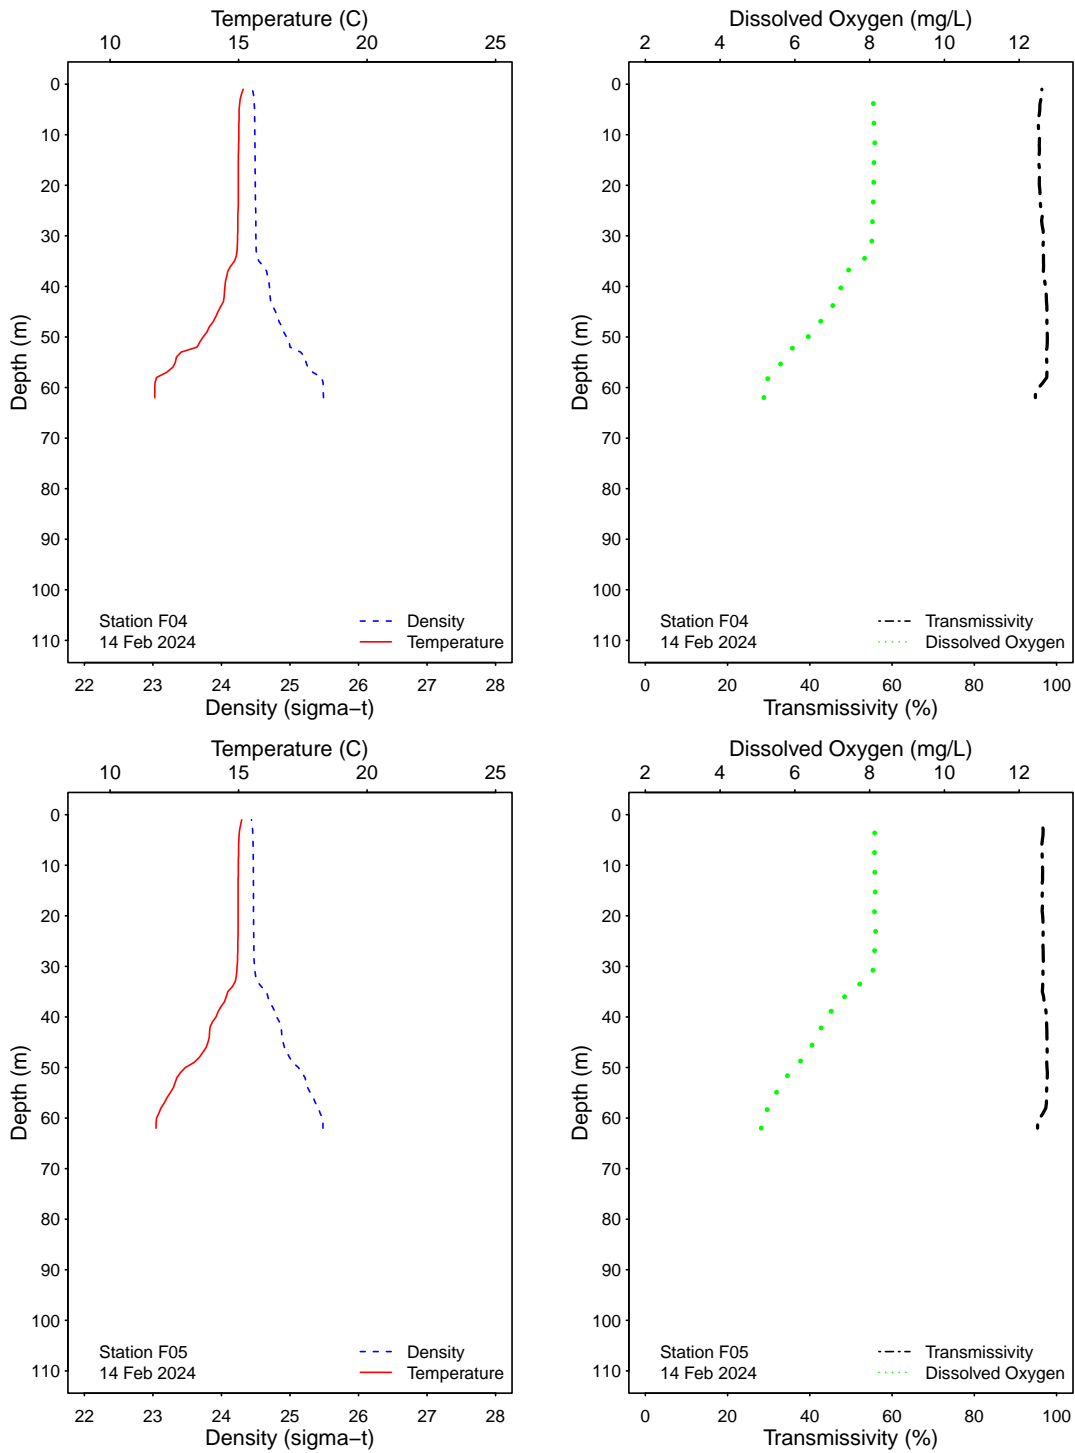 Temperature (C)
10 15 20 25
0
10
20
30
40
50
60
70
80
90
100
110
Depth (m)
Station F04
14 Feb 2024
Density
Temperature
22 23 24 25 26 27 28
Density (sigma−t)
Dissolved Oxygen (mg/L)
2 4 6 8 10 12
0
10
20
30
40
50
60
70
80
90
100
110
Depth (m)
Station F04
14 Feb 2024
Transmissivity
Dissolved Oxygen
0 20 40 60 80 100
Transmissivity (%)
Temperature (C)
10 15 20 25
0
10
20
30
40
50
60
70
80
90
100
110
Depth (m)
Station F05
14 Feb 2024
Density
Temperature
22 23 24 25 26 27 28
Density (sigma−t)
Dissolved Oxygen (mg/L)
2 4 6 8 10 12
0
10
20
30
40
50
60
70
80
90
100
110
Depth (m)
Station F05
14 Feb 2024
Transmissivity
Dissolved Oxygen
0 20 40 60 80 100
Transmissivity (%)